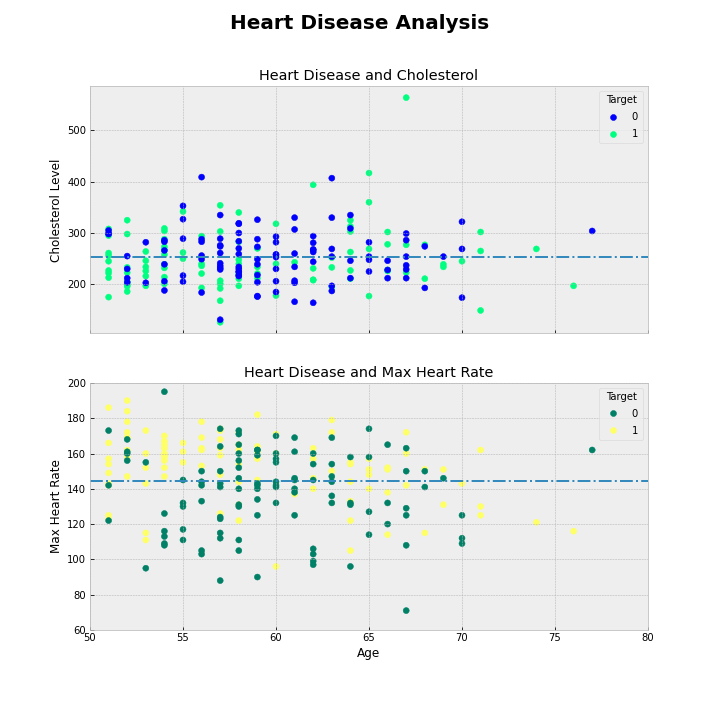 Heart Disease Analysis
Heart Disease and Cholesterol
Cholesterol Level
500
400
300
200
Target
0
1
Heart Disease and Max Heart Rate
Max Heart Rate
200
180
160
140
120
100
80
60
Target
0
1
50 55 60 65 70 75 80
Age